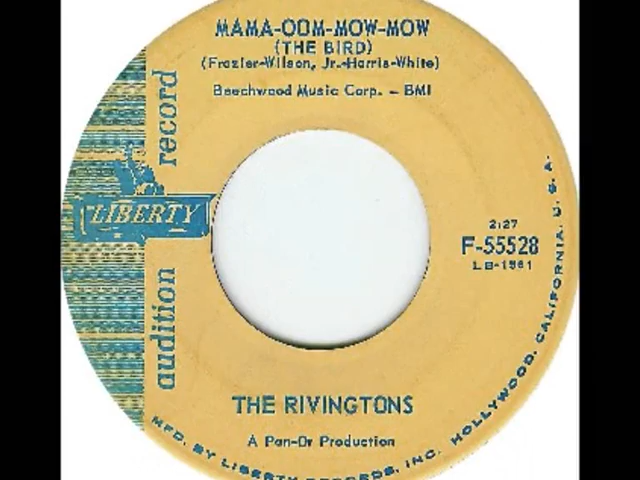 MAMA-OOM-MOW-MOW
(THE BIRD)
(Frazier-Wilson, Jr.-Harris-White)
Beechwood Music Corp. – BMI
audition record
LIBERTY
2:27
F-55528
LB-1561
THE RIVINGTONS
A Pan-Or Production
MFD. BY LIBERTY RECORDS, INC. HOLLYWOOD, CALIFORNIA, U. S. A.